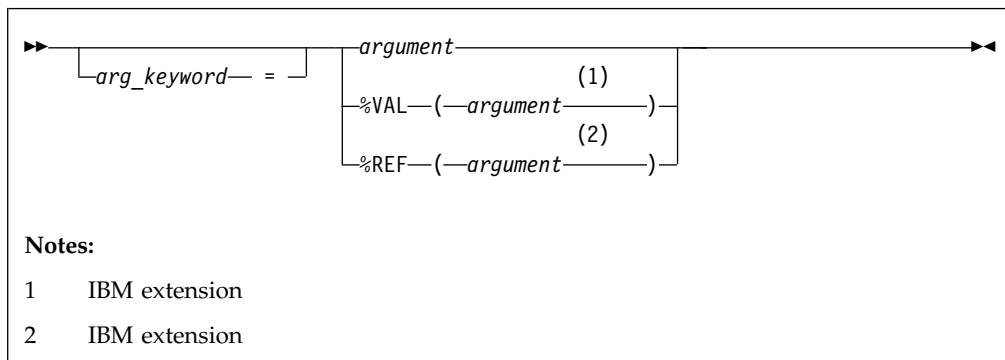 argument
arg_keyword =
(1)
%VAL ( argument )
(2)
%REF ( argument )
Notes:
1 IBM extension
2 IBM extension